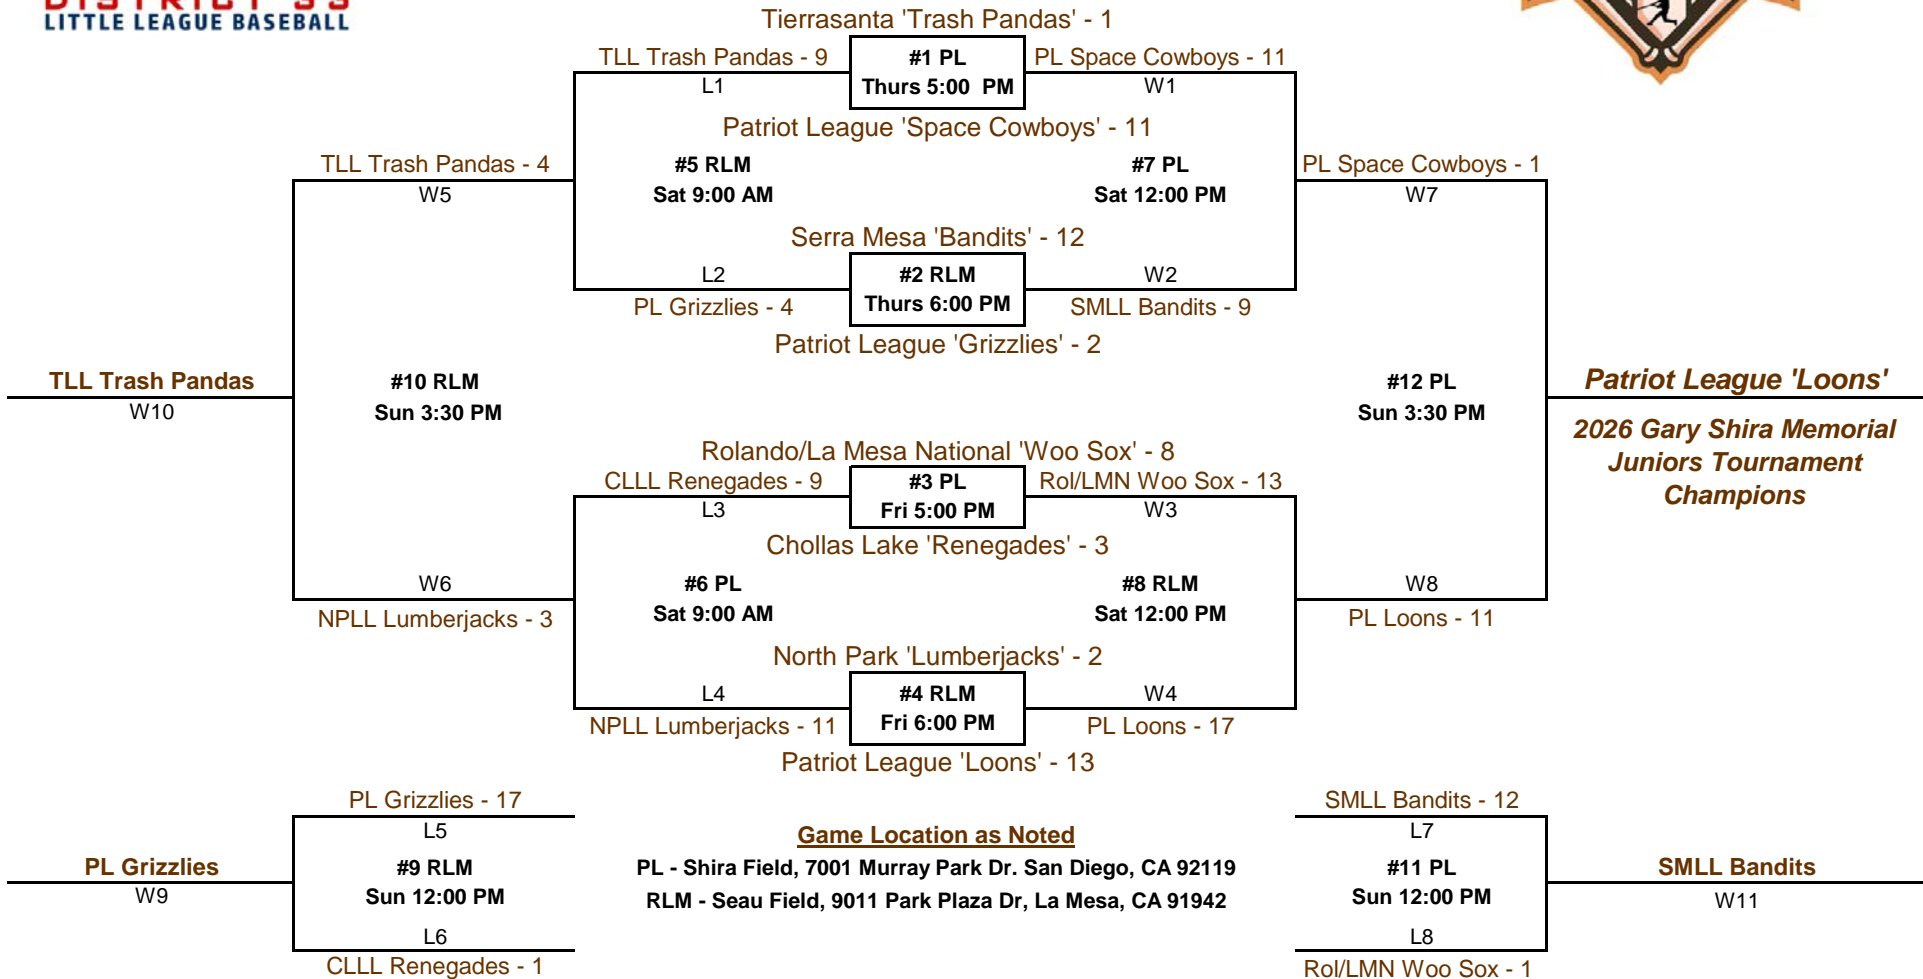 LITTLE LEAGUE BASEBALL
Tierrasanta 'Trash Pandas' - 1
TLL Trash Pandas - 9
#1 PL
PL Space Cowboys - 11
L1
Thurs 5:00 PM
W1
Patriot League 'Space Cowboys' - 11
TLL Trash Pandas - 4
#5 RLM
#7 PL
PL Space Cowboys - 1
W5
Sat 9:00 AM
Sat 12:00 PM
W7
Serra Mesa 'Bandits' - 12
L2
#2 RLM
W2
PL Grizzlies - 4
Thurs 6:00 PM
SMLL Bandits - 9
Patriot League 'Grizzlies' - 2
TLL Trash Pandas
#10 RLM
#12 PL
Patriot League 'Loons'
W10
Sun 3:30 PM
Sun 3:30 PM
2026 Gary Shira Memorial
Juniors Tournament
Champions
Rolando/La Mesa National 'Woo Sox' - 8
CLLL Renegades - 9
#3 PL
Rol/LMN Woo Sox - 13
L3
Fri 5:00 PM
W3
Chollas Lake 'Renegades' - 3
W6
#6 PL
#8 RLM
W8
NPLL Lumberjacks - 3
Sat 9:00 AM
Sat 12:00 PM
PL Loons - 11
North Park 'Lumberjacks' - 2
L4
#4 RLM
W4
NPLL Lumberjacks - 11
Fri 6:00 PM
PL Loons - 17
Patriot League 'Loons' - 13
PL Grizzlies - 17
SMLL Bandits - 12
L5
Game Location as Noted
L7
PL Grizzlies
#9 RLM
PL - Shira Field, 7001 Murray Park Dr. San Diego, CA 92119
#11 PL
SMLL Bandits
W9
Sun 12:00 PM
RLM - Seau Field, 9011 Park Plaza Dr, La Mesa, CA 91942
Sun 12:00 PM
W11
L6
L8
CLLL Renegades - 1
Rol/LMN Woo Sox - 1